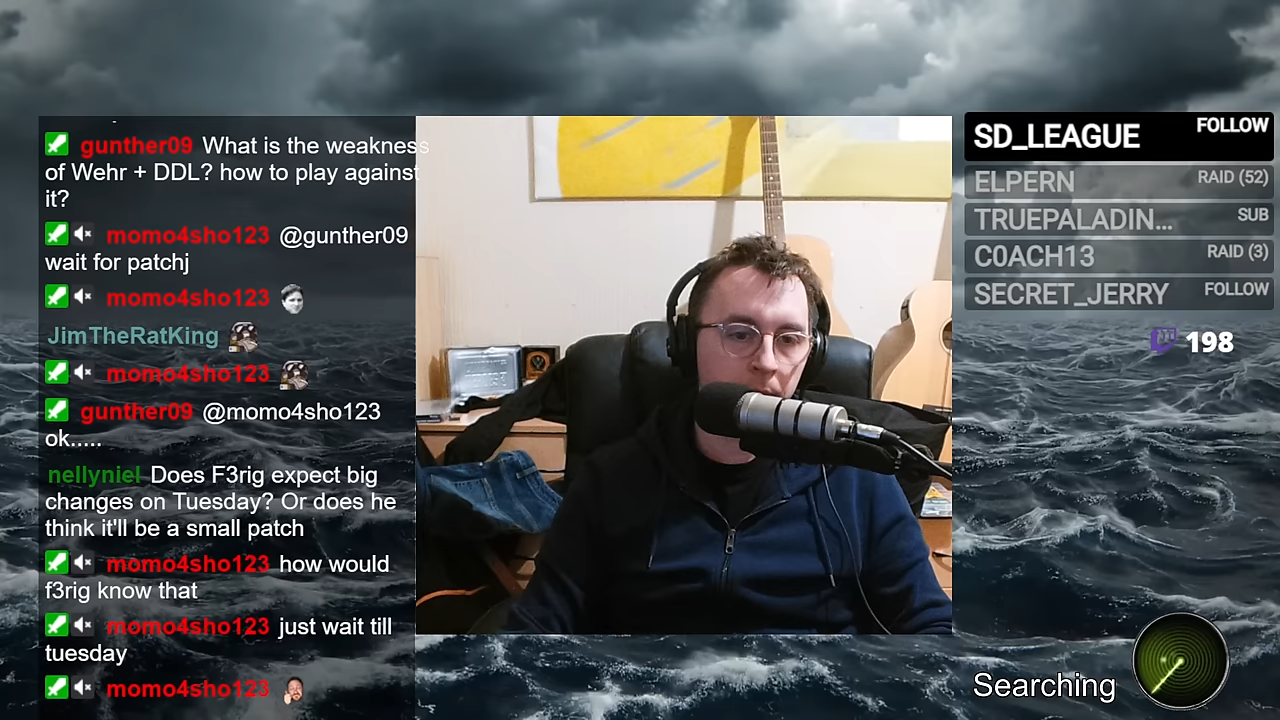 gunther09 What is the weakness
of Wehr + DDL? how to play against
it?
momo4sho123 @gunther09
wait for patchj
momo4sho123
JimTheRatKing
momo4sho123
gunther09 @momo4sho123
ok.....
nellyniel Does F3rig expect big
changes on Tuesday? Or does he
think it'll be a small patch
momo4sho123 how would
f3rig know that
momo4sho123 just wait till
tuesday
momo4sho123
SD_LEAGUE FOLLOW
ELPERN RAID (52)
TRUEPALADIN... SUB
C0ACH13 RAID (3)
SECRET_JERRY FOLLOW
198
Searching